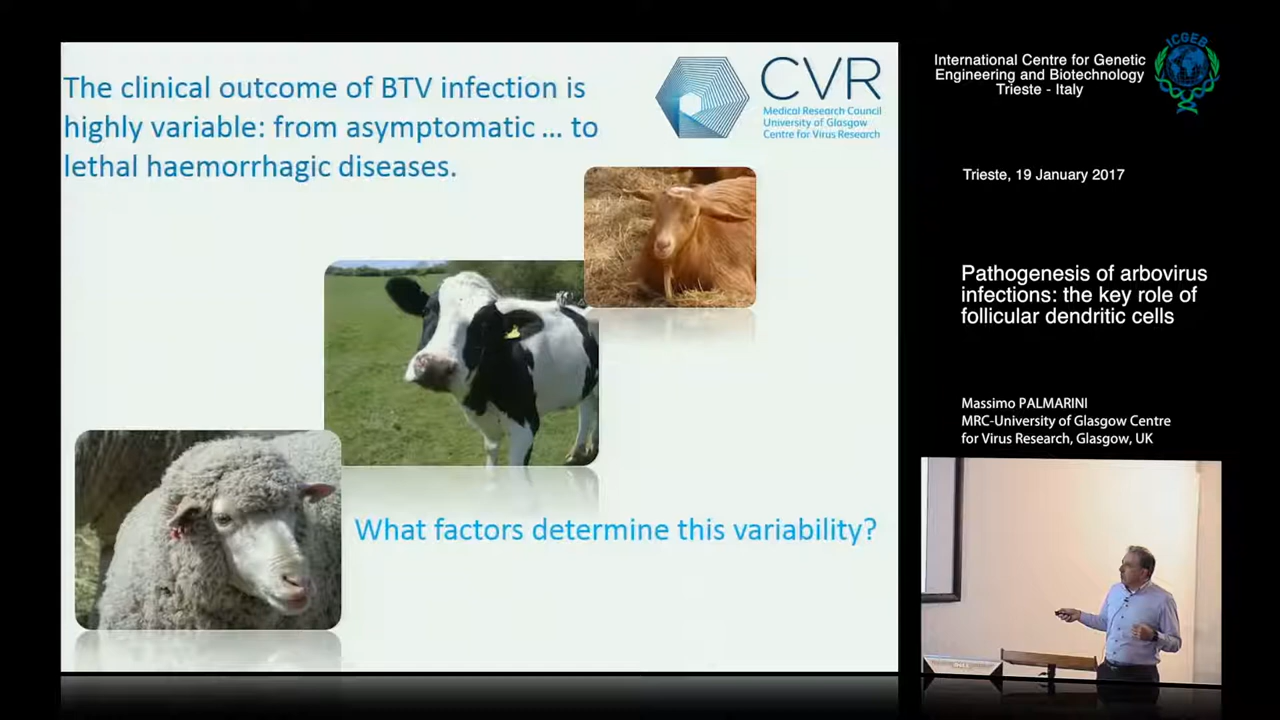 The clinical outcome of BTV infection is
highly variable: from asymptomatic ... to
lethal haemorrhagic diseases.
CVR
Medical Research Council
University of Glasgow
Centre for Virus Research
What factors determine this variability?
International Centre for Genetic
Engineering and Biotechnology
Trieste - Italy
ICGEB
Trieste, 19 January 2017
Pathogenesis of arbovirus
infections: the key role of
follicular dendritic cells
Massimo PALMARINI
MRC-University of Glasgow Centre
for Virus Research, Glasgow, UK